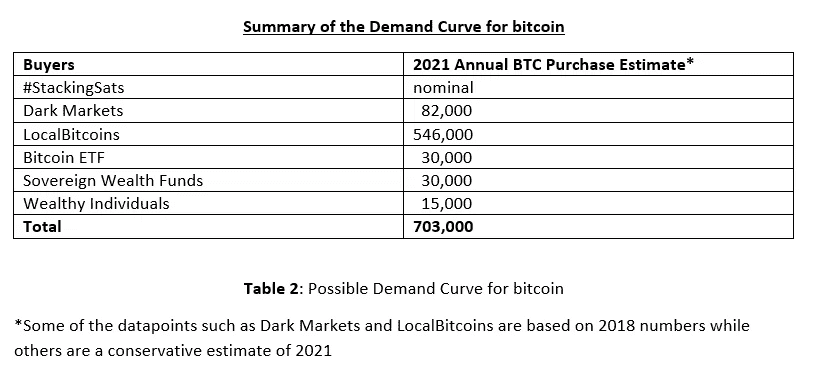 Summary of the Demand Curve for bitcoin
Buyers 2021 Annual BTC Purchase Estimate*
#StackingSats nominal
Dark Markets 82,000
LocalBitcoins 546,000
Bitcoin ETF 30,000
Sovereign Wealth Funds 30,000
Wealthy Individuals 15,000
Total 703,000
Table 2: Possible Demand Curve for bitcoin
*Some of the datapoints such as Dark Markets and LocalBitcoins are based on 2018 numbers while
others are a conservative estimate of 2021